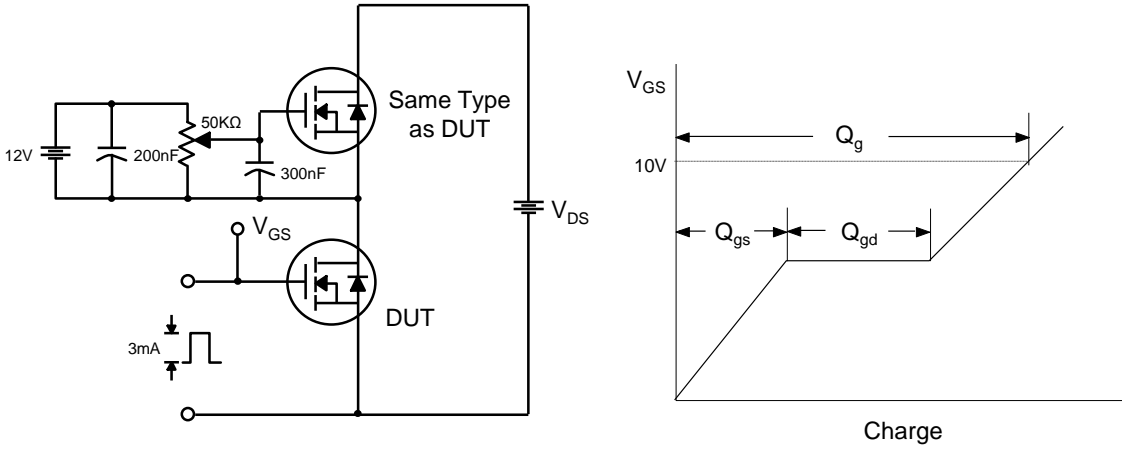 Same Type
as DUT
50KΩ
12V
200nF
300nF
V_GS
V_DS
DUT
3mA
V_GS
Q_g
10V
Q_gs
Q_gd
Charge